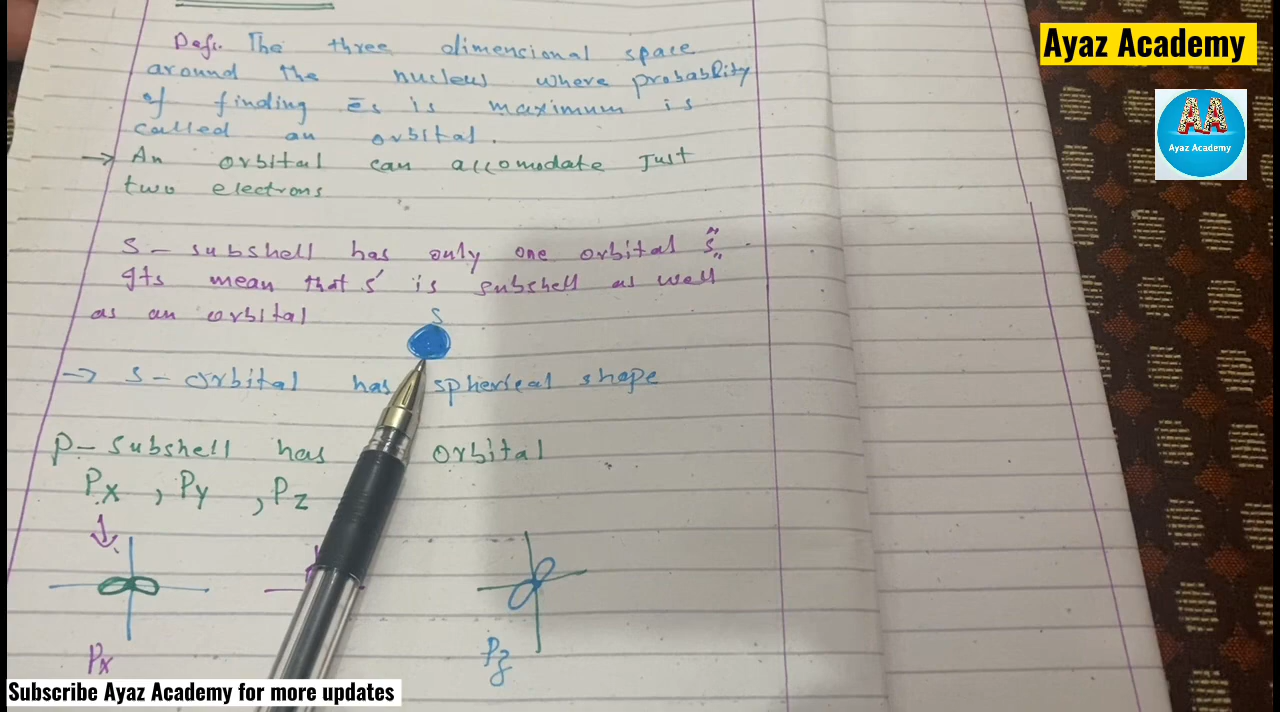 Def. The three dimensional space
around the nucleus where probablity
of finding ēs is maximum is
called an orbital.
→ An orbital can accomodate Just
two electrons
S - subshell has only one orbital "s"
Its mean that 's' is subshell as well
as an orbital
S
→ s - orbital has spherical shape
P - subshell has orbital
Px , Py , Pz
Px
Pz
Ayaz Academy
AA
Ayaz Academy
Subscribe Ayaz Academy for more updates